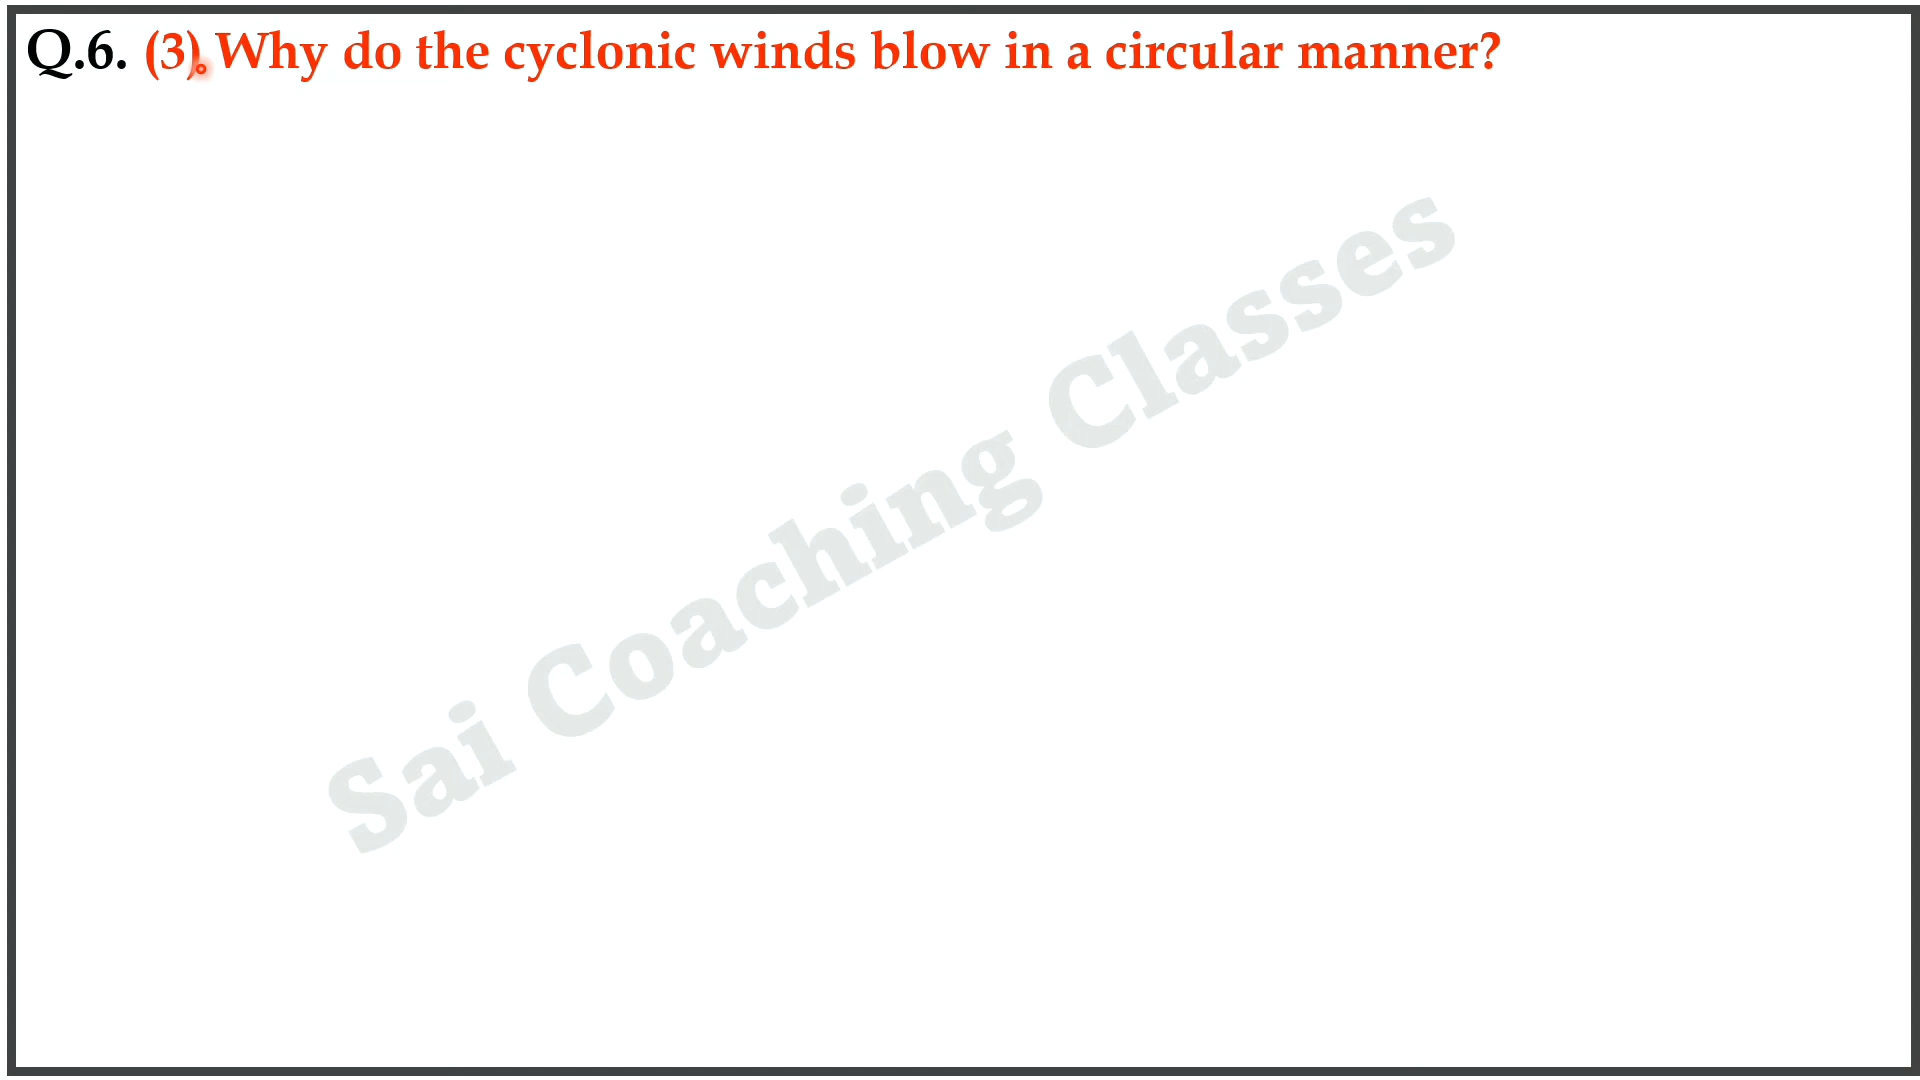 Q.6. (3). Why do the cyclonic winds blow in a circular manner?
Sai Coaching Classes